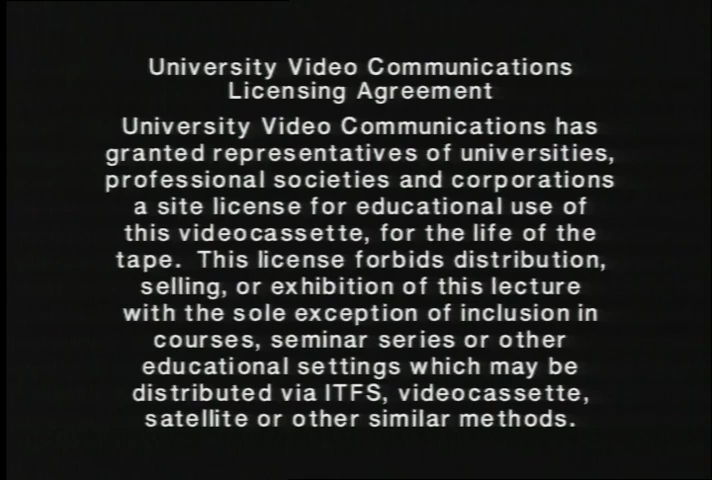 University Video Communications
Licensing Agreement
University Video Communications has
granted representatives of universities,
professional societies and corporations
a site license for educational use of
this videocassette, for the life of the
tape.  This license forbids distribution,
selling, or exhibition of this lecture
with the sole exception of inclusion in
courses, seminar series or other
educational settings which may be
distributed via ITFS, videocassette,
satellite or other similar methods.